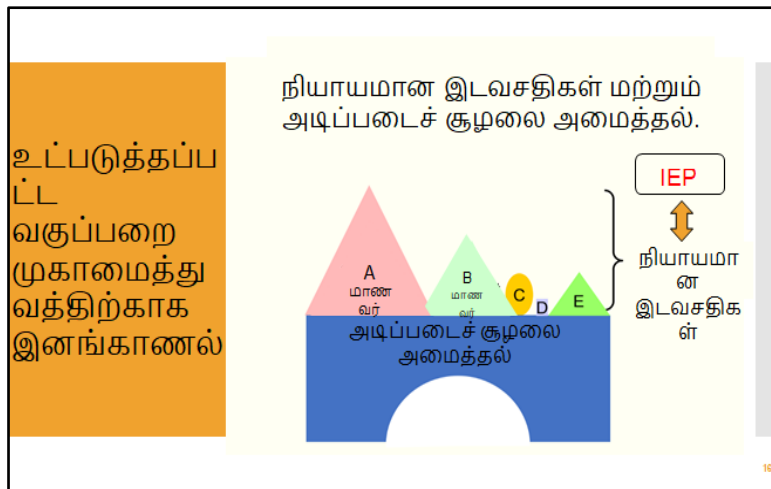 உட்படுத்தப்ப
ட்ட
வகுப்பறை
முகாமைத்து
வத்திற்காக
இனங்காணல்
நியாயமான இடவசதிகள் மற்றும்
அடிப்படைச் சூழலை அமைத்தல்.
A
மாண
வர்
B
மாண
வர்
C
D
E
அடிப்படைச் சூழலை
அமைத்தல்
IEP
நியாயமா
ன
இடவசதிக
ள்